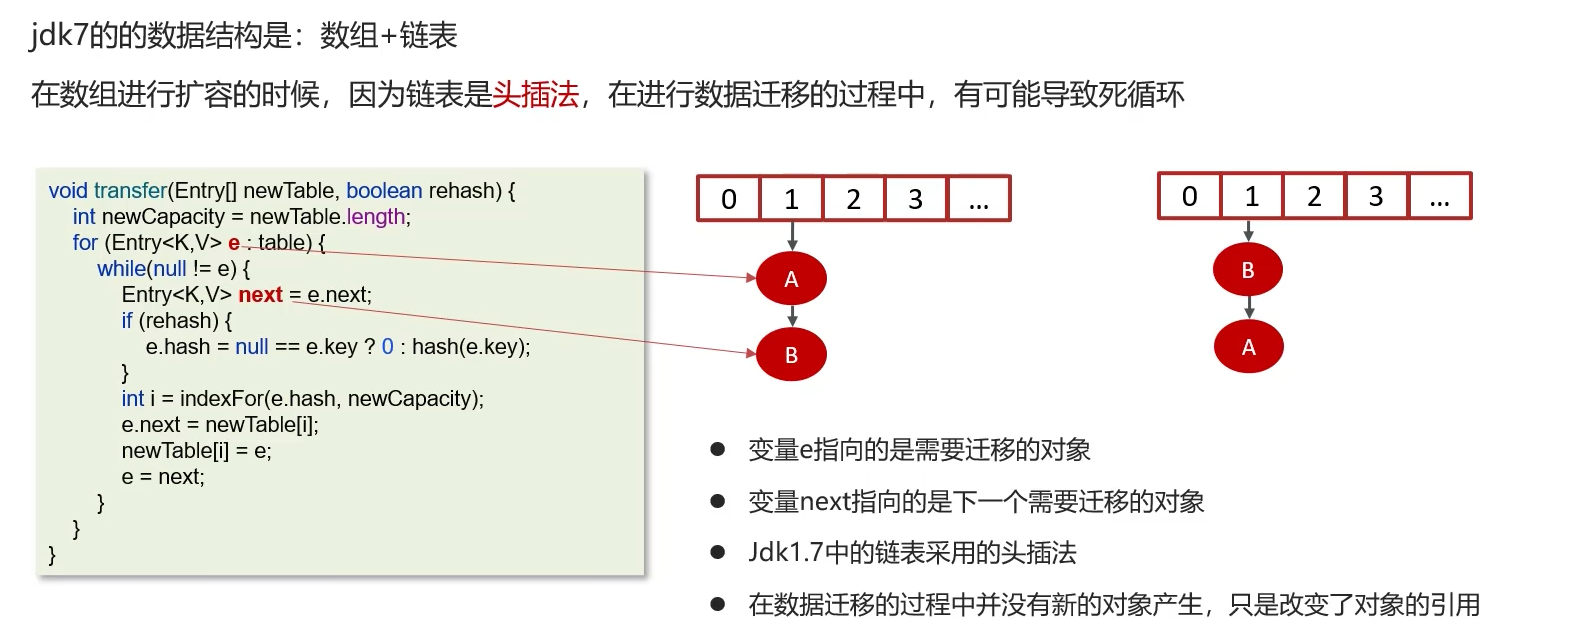 jdk7的的数据结构是：数组+链表
在数组进行扩容的时候，因为链表是头插法，在进行数据迁移的过程中，有可能导致死循环
void transfer(Entry[] newTable, boolean rehash) {
int newCapacity = newTable.length;
for (Entry<K,V> e : table) {
while(null != e) {
Entry<K,V> next = e.next;
if (rehash) {
e.hash = null == e.key ? 0 : hash(e.key);
}
int i = indexFor(e.hash, newCapacity);
e.next = newTable[i];
newTable[i] = e;
e = next;
}
}
}
0 1 2 3 ...
A
B
0 1 2 3 ...
B
A
● 变量e指向的是需要迁移的对象
● 变量next指向的是下一个需要迁移的对象
● Jdk1.7中的链表采用的头插法
● 在数据迁移的过程中并没有新的对象产生，只是改变了对象的引用